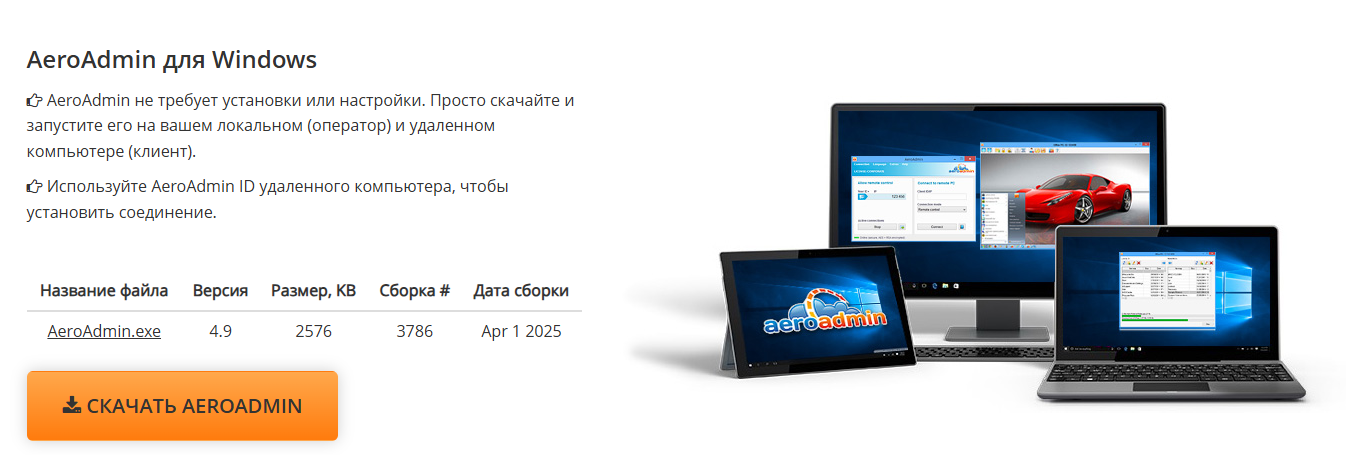 AeroAdmin для Windows
AeroAdmin не требует установки или настройки. Просто скачайте и
запустите его на вашем локальном (оператор) и удаленном
компьютере (клиент).
Используйте AeroAdmin ID удаленного компьютера, чтобы
установить соединение.
Название файла Версия Размер, KB Сборка # Дата сборки
AeroAdmin.exe 4.9 2576 3786 Apr 1 2025
СКАЧАТЬ AEROADMIN
aeroadmin